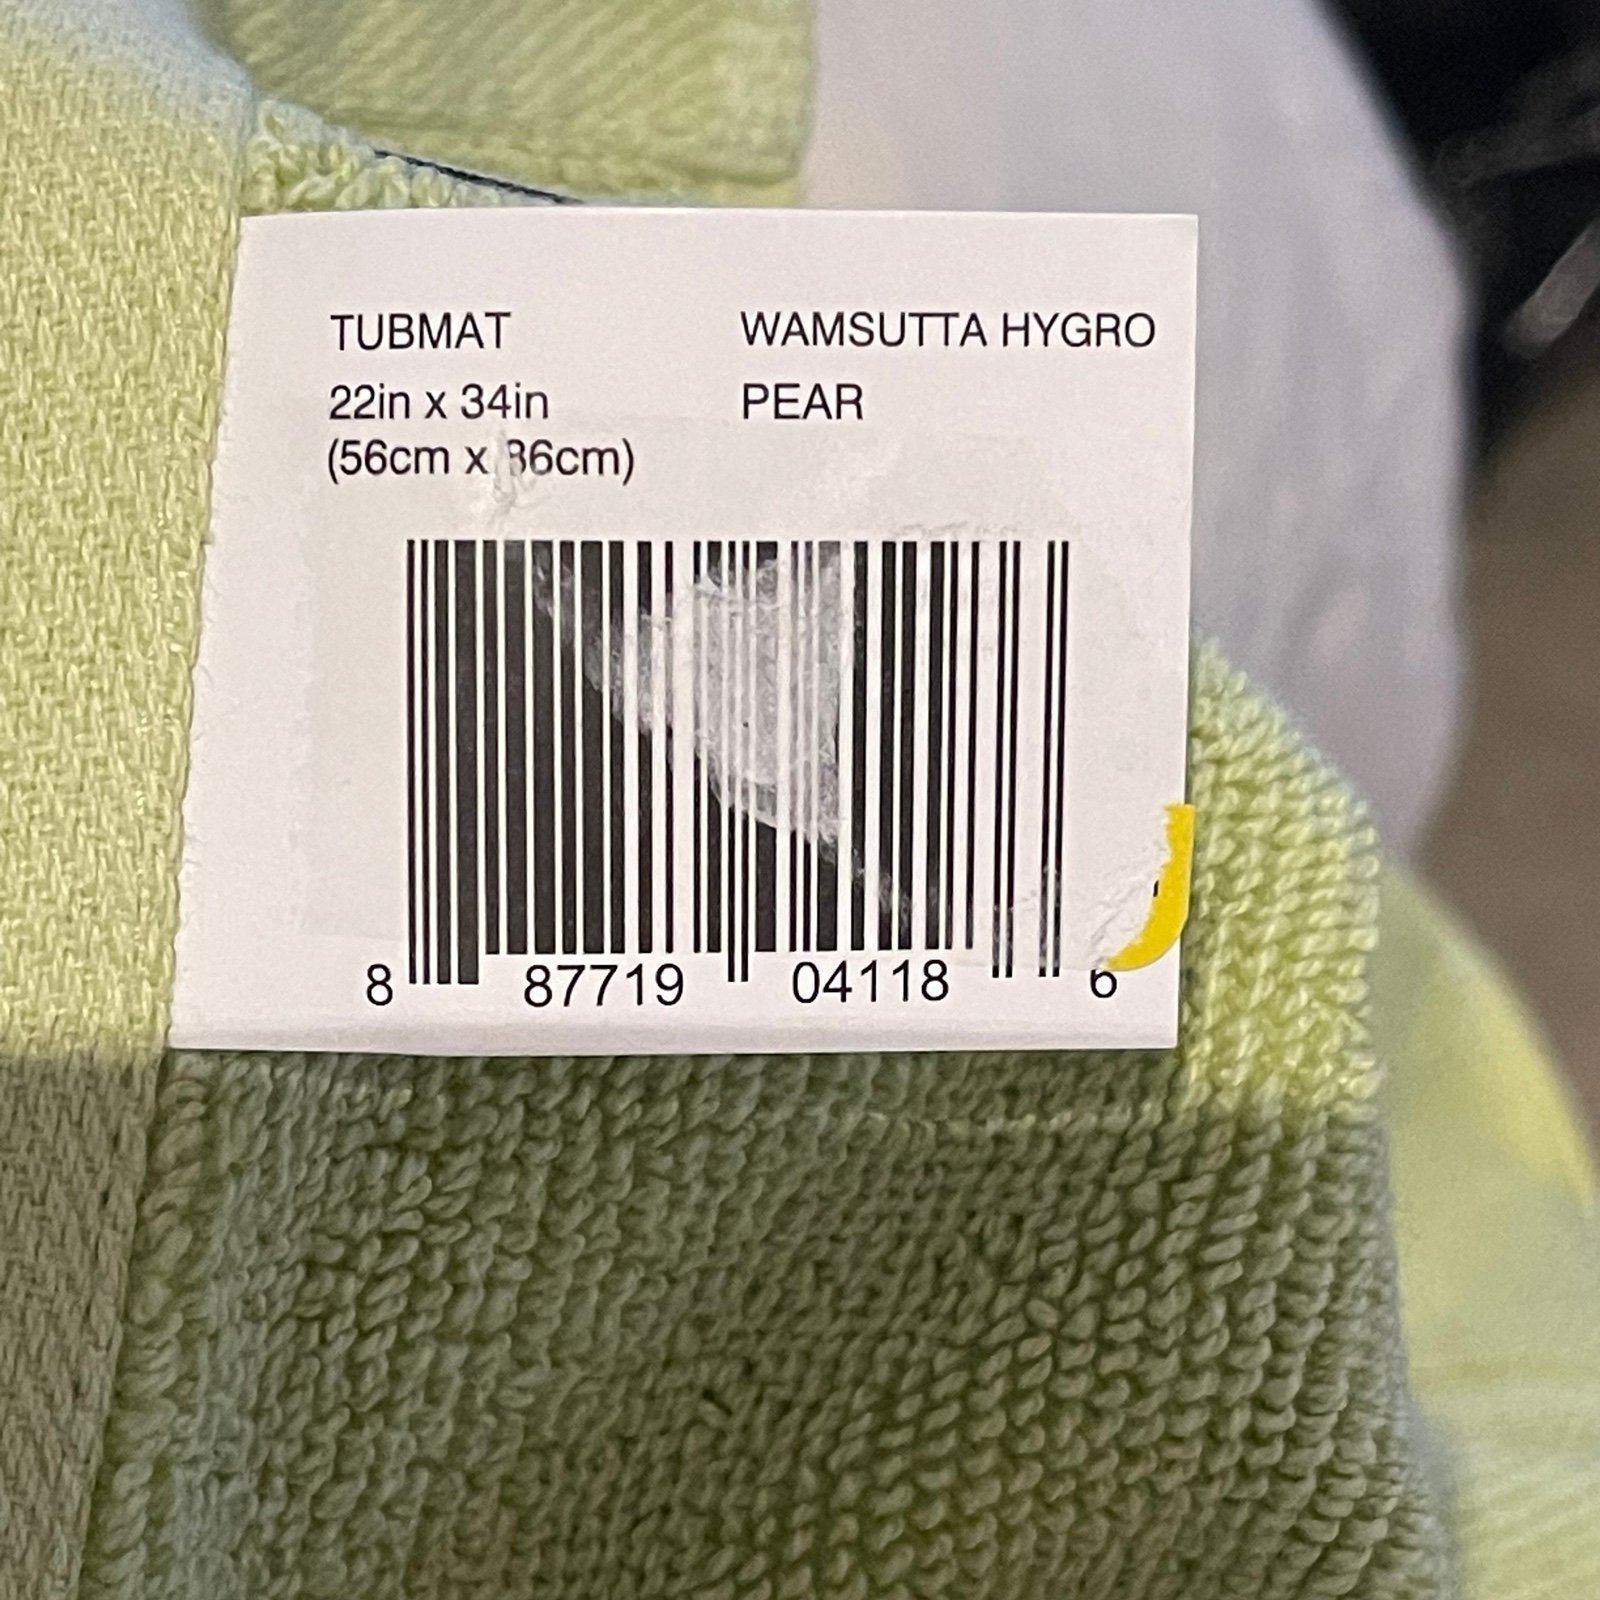 TUBMAT WAMSUTTA HYGRO
22in x 34in PEAR
(56cm x 86cm)
8 87719 04118 6